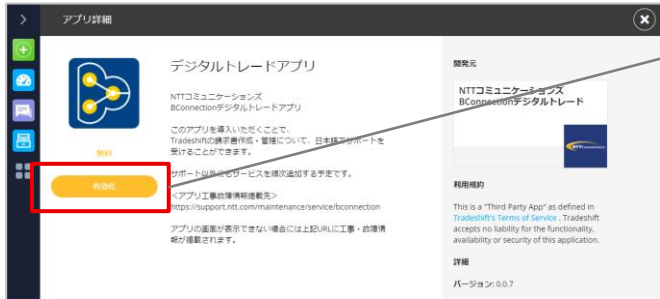 アプリ詳細
デジタルトレードアプリ
NTTコミュニケーションズ
BConnectionデジタルトレードアプリ
このアプリを導入いただくことで、
Tradeshiftの請求書作成・管理について、日本語でサポートを
受けることができます。
サポート以外にもサービスを順次追加する予定です。
<アプリ工事故障情報掲載先>
https://support.ntt.com/maintenance/service/bconnection
アプリの画面が表示できない場合には上記URLに工事・故障情
報が掲載されます。
無料
有効化
開発元
NTTコミュニケーションズ
BConnectionデジタルトレード
利用規約
This is a "Third Party App" as defined in
Tradeshift's Terms of Service . Tradeshift
accepts no liability for the functionality,
availability or security of this application.
詳細
バージョン: 0.0.7